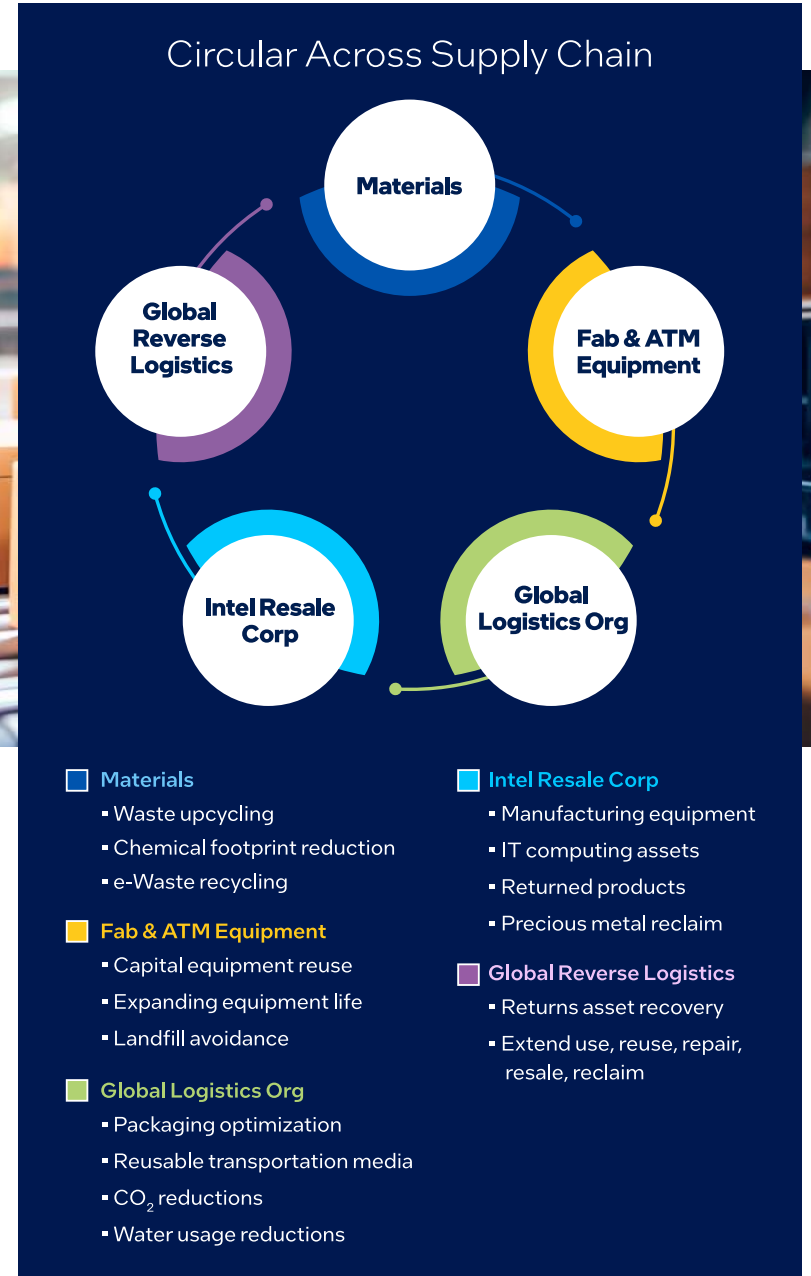 Circular Across Supply Chain
Materials
Fab & ATM
Equipment
Global
Logistics Org
Intel Resale
Corp
Global
Reverse
Logistics
Materials
▪ Waste upcycling
▪ Chemical footprint reduction
▪ e-Waste recycling
Fab & ATM Equipment
▪ Capital equipment reuse
▪ Expanding equipment life
▪ Landfill avoidance
Global Logistics Org
▪ Packaging optimization
▪ Reusable transportation media
▪ CO₂ reductions
▪ Water usage reductions
Intel Resale Corp
▪ Manufacturing equipment
▪ IT computing assets
▪ Returned products
▪ Precious metal reclaim
Global Reverse Logistics
▪ Returns asset recovery
▪ Extend use, reuse, repair,
resale, reclaim